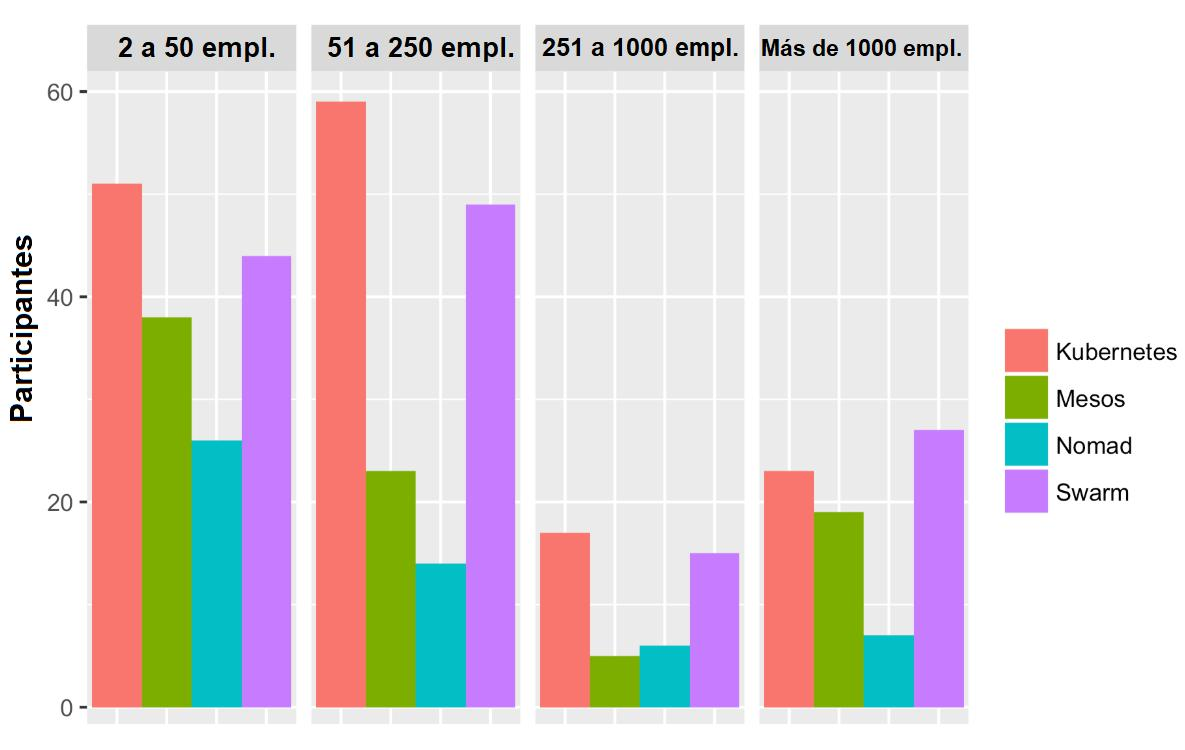 2 a 50 empl.
51 a 250 empl.
251 a 1000 empl.
Más de 1000 empl.
Participantes
60
40
20
0
Kubernetes
Mesos
Nomad
Swarm